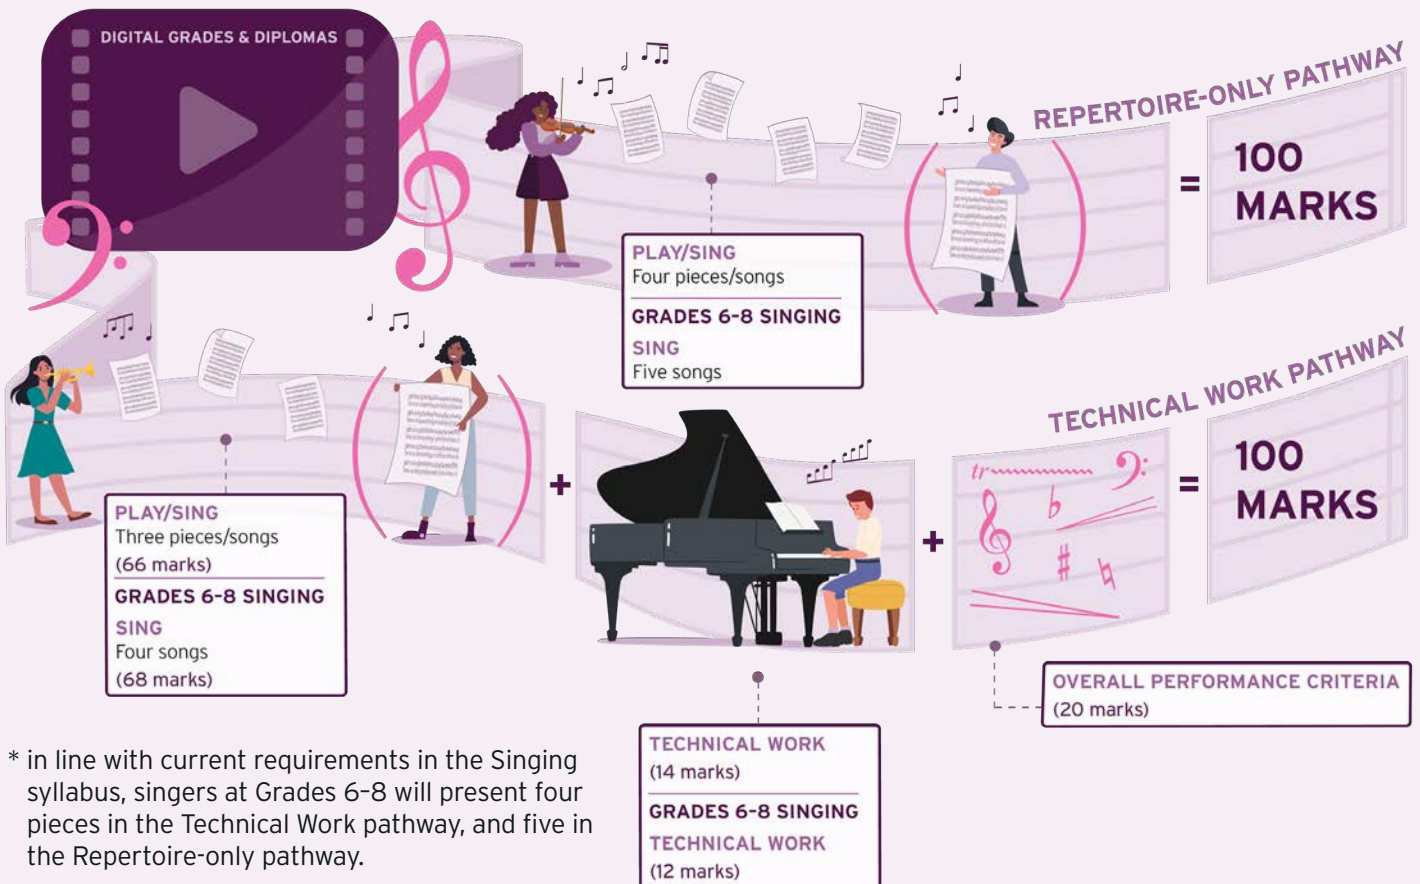 DIGITAL GRADES & DIPLOMAS
REPERTOIRE-ONLY PATHWAY
=
100
MARKS
PLAY/SING
Four pieces/songs
GRADES 6–8 SINGING
SING
Five songs
TECHNICAL WORK PATHWAY
PLAY/SING
Three pieces/songs
(66 marks)
GRADES 6–8 SINGING
SING
Four songs
(68 marks)
+
TECHNICAL WORK
(14 marks)
GRADES 6–8 SINGING
TECHNICAL WORK
(12 marks)
+
tr
OVERALL PERFORMANCE CRITERIA
(20 marks)
=
100
MARKS
* in line with current requirements in the Singing
syllabus, singers at Grades 6–8 will present four
pieces in the Technical Work pathway, and five in
the Repertoire-only pathway.